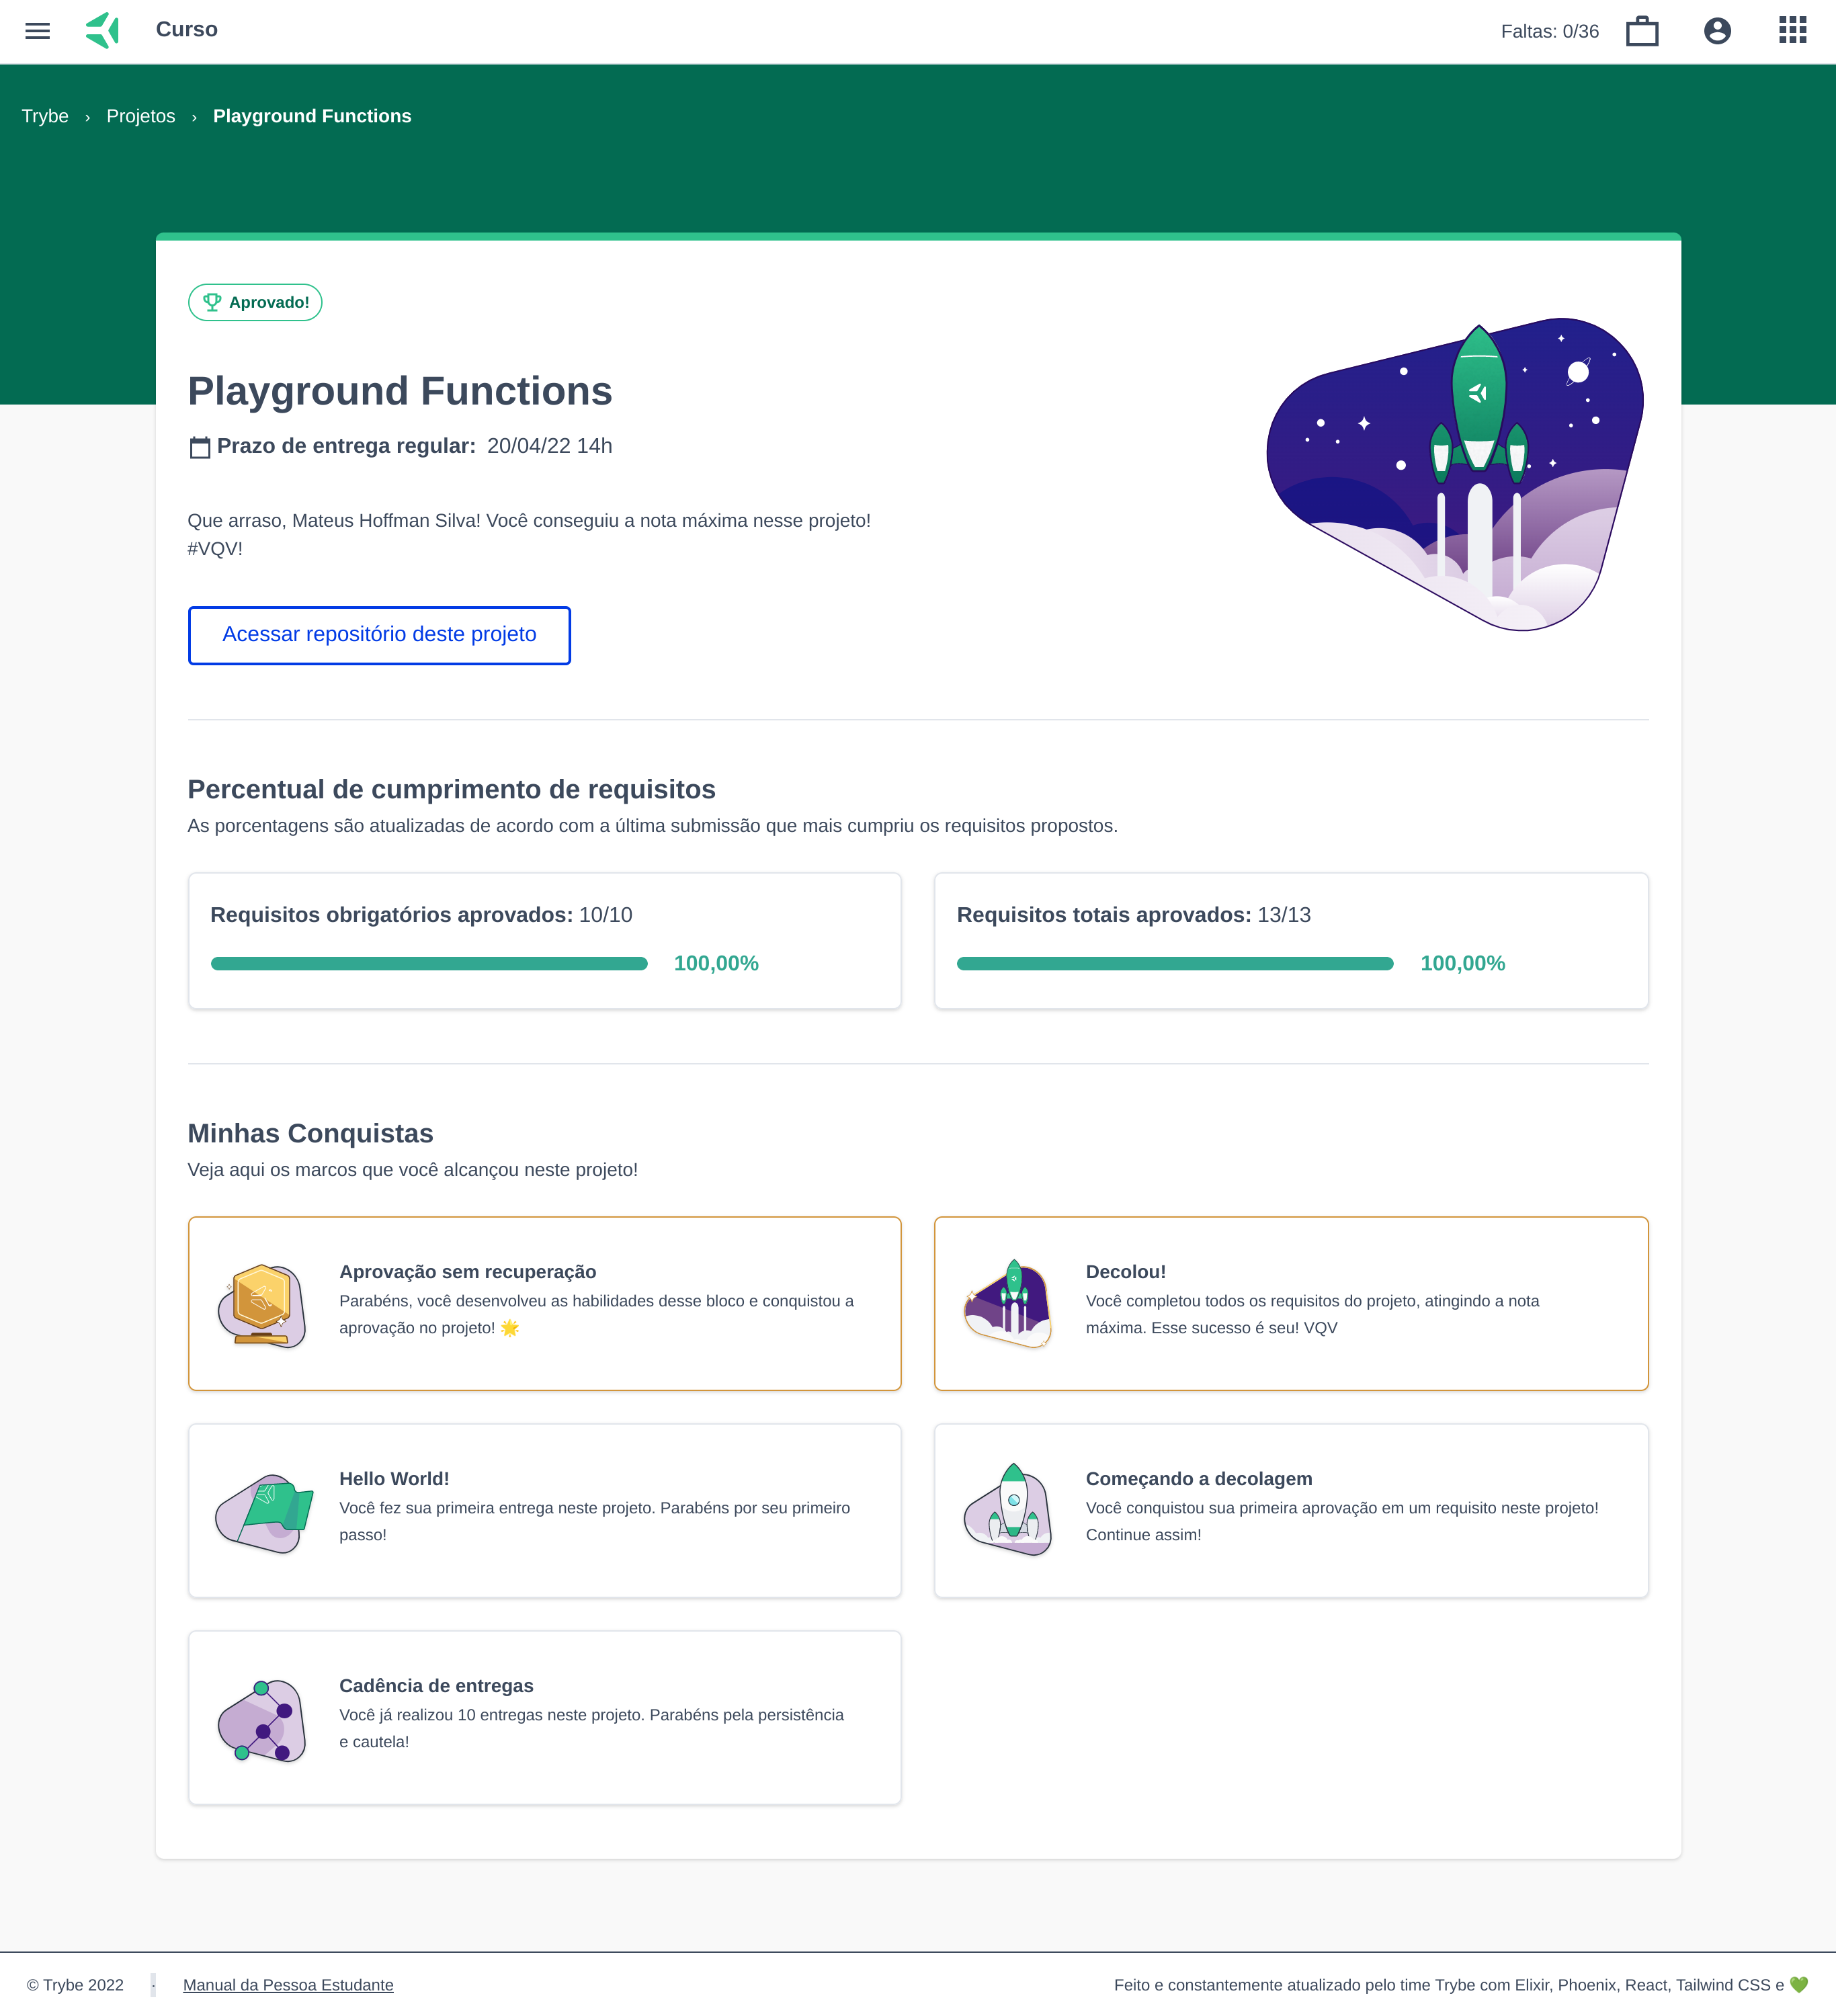 Curso
Faltas: 0/36
Trybe › Projetos › Playground Functions
Aprovado!
Playground Functions
Prazo de entrega regular: 20/04/22 14h
Que arraso, Mateus Hoffman Silva! Você conseguiu a nota máxima nesse projeto!
#VQV!
Acessar repositório deste projeto
Percentual de cumprimento de requisitos
As porcentagens são atualizadas de acordo com a última submissão que mais cumpriu os requisitos propostos.
Requisitos obrigatórios aprovados: 10/10
100,00%
Requisitos totais aprovados: 13/13
100,00%
Minhas Conquistas
Veja aqui os marcos que você alcançou neste projeto!
Aprovação sem recuperação
Parabéns, você desenvolveu as habilidades desse bloco e conquistou a
aprovação no projeto! 🌟
Decolou!
Você completou todos os requisitos do projeto, atingindo a nota
máxima. Esse sucesso é seu! VQV
Hello World!
Você fez sua primeira entrega neste projeto. Parabéns por seu primeiro
passo!
Começando a decolagem
Você conquistou sua primeira aprovação em um requisito neste projeto!
Continue assim!
Cadência de entregas
Você já realizou 10 entregas neste projeto. Parabéns pela persistência
e cautela!
© Trybe 2022 · Manual da Pessoa Estudante
Feito e constantemente atualizado pelo time Trybe com Elixir, Phoenix, React, Tailwind CSS e 💚